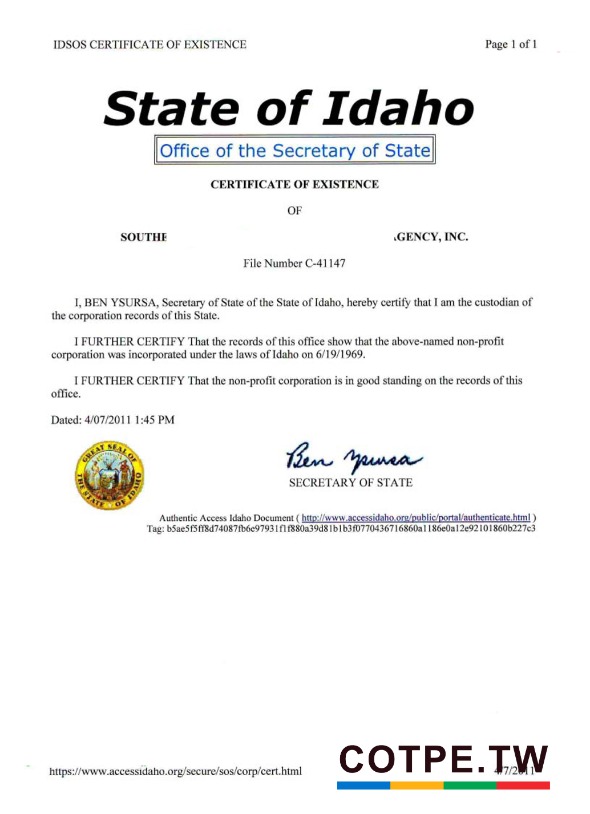 IDSOS CERTIFICATE OF EXISTENCE Page 1 of 1
State of Idaho
Office of the Secretary of State
CERTIFICATE OF EXISTENCE
OF
SOUTHE GENCY, INC.
File Number C-41147
I, BEN YSURSA, Secretary of State of the State of Idaho, hereby certify that I am the custodian of
the corporation records of this State.
I FURTHER CERTIFY That the records of this office show that the above-named non-profit
corporation was incorporated under the laws of Idaho on 6/19/1969.
I FURTHER CERTIFY That the non-profit corporation is in good standing on the records of this
office.
Dated: 4/07/2011 1:45 PM
GREAT SEAL OF
THE STATE OF IDAHO
Ben Ysursa
SECRETARY OF STATE
Authentic Access Idaho Document ( http://www.accessidaho.org/public/portal/authenticate.html )
Tag: b5ae5f5ff8d74087fb6e97931f1f880a39d81b1b3f0770436716860a1186e0a12e92101860b227c3
https://www.accessidaho.org/secure/sos/corp/cert.html 4/7/2011
COTPE.TW